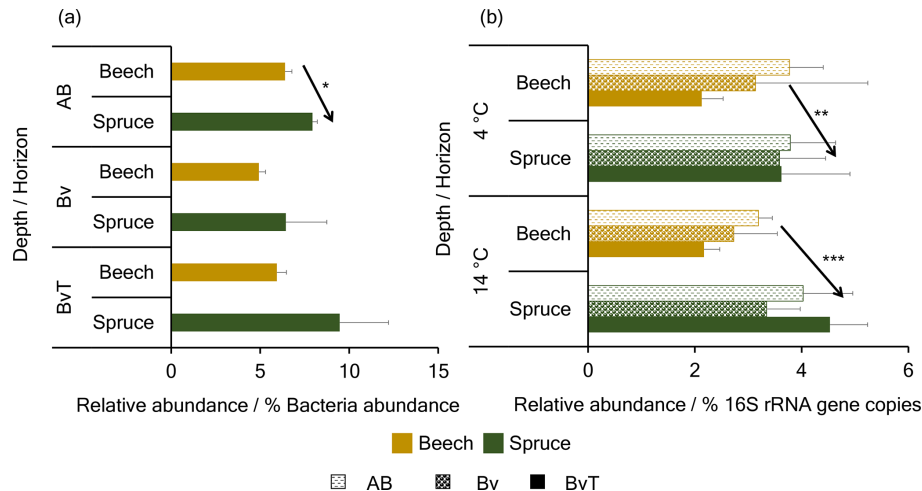 (a)
Depth / Horizon
AB
Beech
*
Spruce
Bv
Beech
Spruce
BvT
Beech
Spruce
0 5 10 15
Relative abundance / % Bacteria abundance
(b)
Depth / Horizon
4 °C
Beech
**
Spruce
14 °C
Beech
***
Spruce
0 2 4 6
Relative abundance / % 16S rRNA gene copies
Beech Spruce
AB Bv BvT